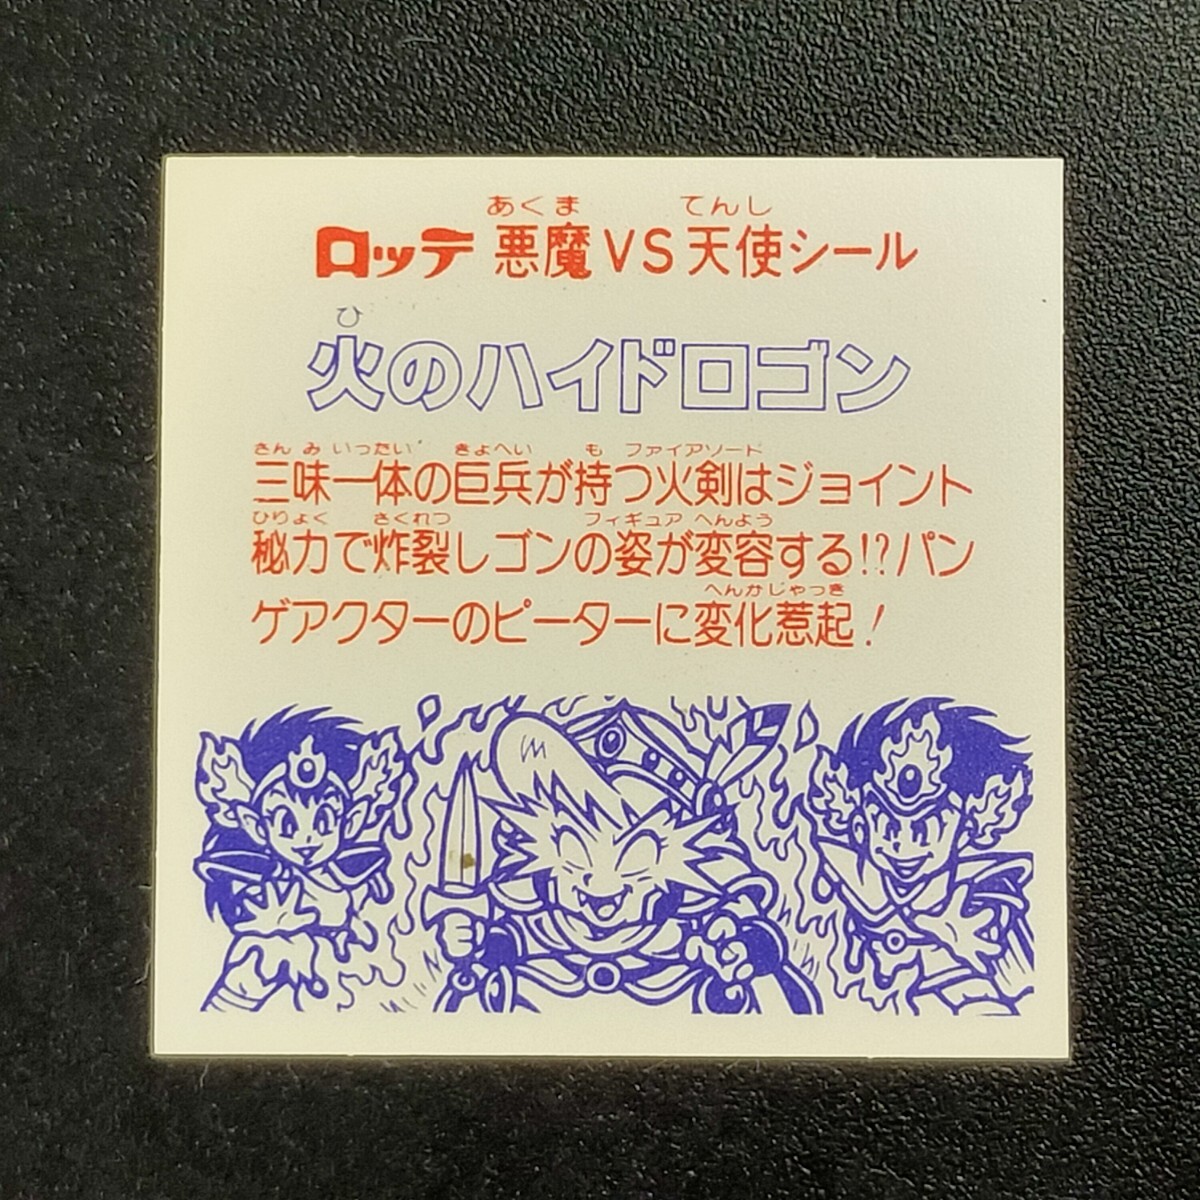 あくま てんし
ロッテ 悪魔VS天使シール
ひ
火のハイドロゴン
さんみいったい きょへい も ファイアソード
三味一体の巨兵が持つ火剣はジョイント
ひりょく さくれつ フィギュア へんよう
秘力で炸裂しゴンの姿が変容する!?パン
へんかじゃっき
ゲアクターのピーターに変化惹起!